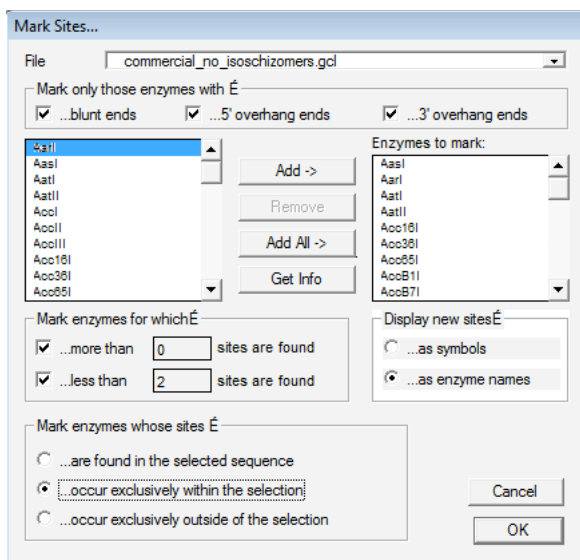 Mark Sites...
File commercial_no_isoschizomers.gcl
Mark only those enzymes with É
...blunt ends ...5' overhang ends ...3' overhang ends
Enzymes to mark:
AarI
AasI
AatI
AatII
AccI
AccII
AccIII
Acc16I
Acc36I
Acc65I
Add ->
Remove
Add All ->
Get Info
AasI
AarI
AatI
AatII
Acc16I
Acc36I
Acc65I
AccB1I
AccB7I
Mark enzymes for whichÉ
...more than 0 sites are found
...less than 2 sites are found
Display new sitesÉ
...as symbols
...as enzyme names
Mark enzymes whose sites É
...are found in the selected sequence
...occur exclusively within the selection
...occur exclusively outside of the selection
Cancel
OK